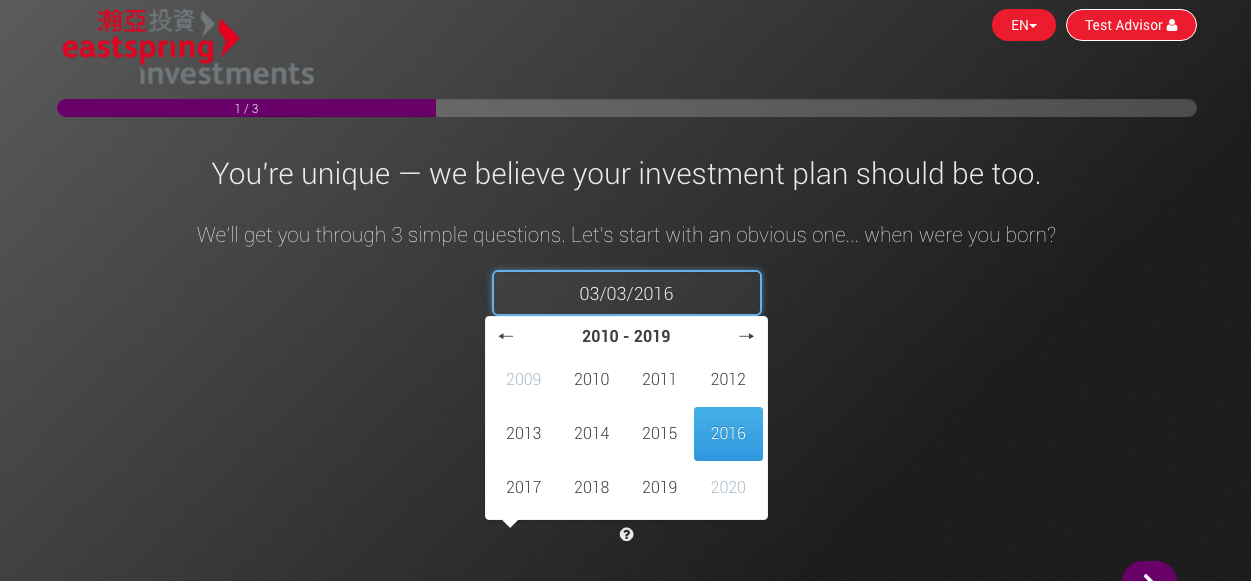 瀚亞投資
eastspring
investments
EN
Test Advisor
1 / 3
You're unique — we believe your investment plan should be too.
We'll get you through 3 simple questions. Let's start with an obvious one... when were you born?
03/03/2016
← 2010 - 2019 →
2009 2010 2011 2012
2013 2014 2015 2016
2017 2018 2019 2020
?